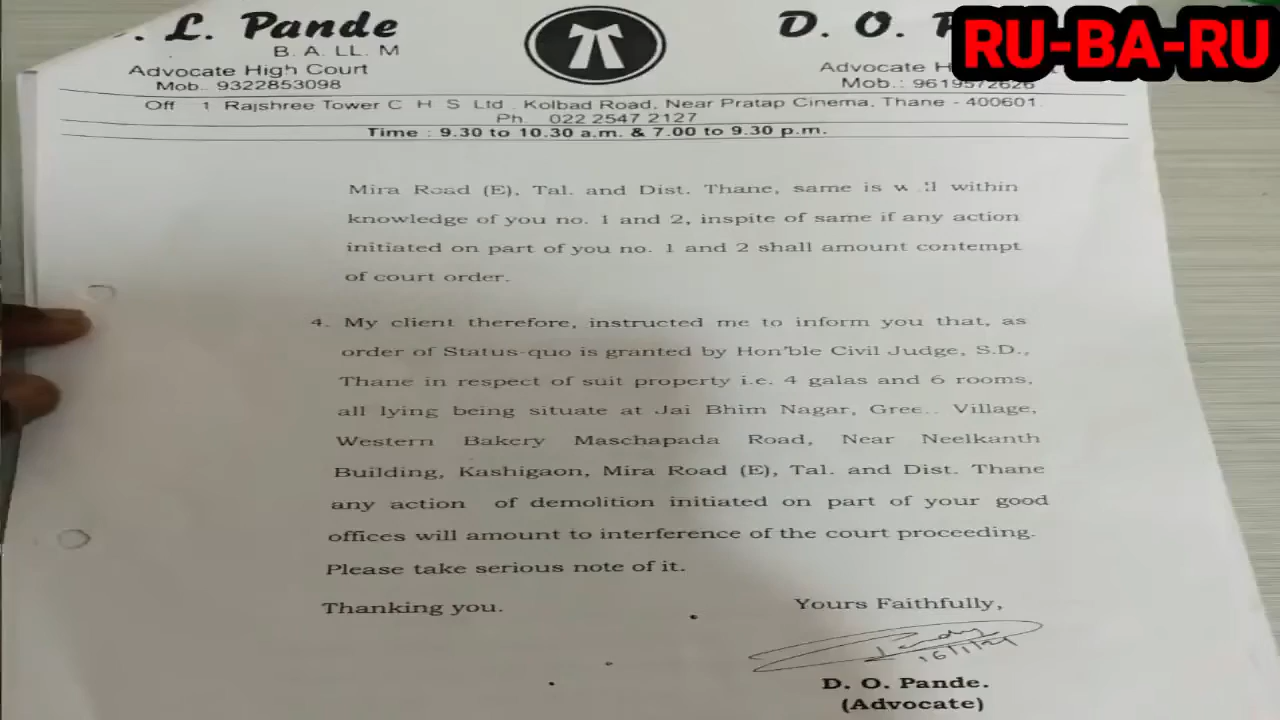 . L. Pande
B. A. LL. M
Advocate High Court
Mob.. 9322853098
D. O. P
Advocate H
Mob.: 9619572626
RU-BA-RU
Off 1 Rajshree Tower C H S Ltd . Kolbad Road, Near Pratap Cinema, Thane - 400601.
Ph. 022 2547 2127
Time : 9.30 to 10.30 a.m. & 7.00 to 9.30 p.m.
Mira Road (E), Tal. and Dist. Thane, same is well within
knowledge of you no. 1 and 2, inspite of same if any action
initiated on part of you no. 1 and 2 shall amount contempt
of court order.
4. My client therefore, instructed me to inform you that, as
order of Status-quo is granted by Hon'ble Civil Judge, S.D.,
Thane in respect of suit property i.e. 4 galas and 6 rooms,
all lying being situate at Jai Bhim Nagar, Village,
Western Bakery Maschapada Road, Near Neelkanth
Building, Kashigaon, Mira Road (E), Tal. and Dist. Thane
any action of demolition initiated on part of your good
offices will amount to interference of the court proceeding.
Please take serious note of it.
Thanking you.
Yours Faithfully,
D. O. Pande.
(Advocate)